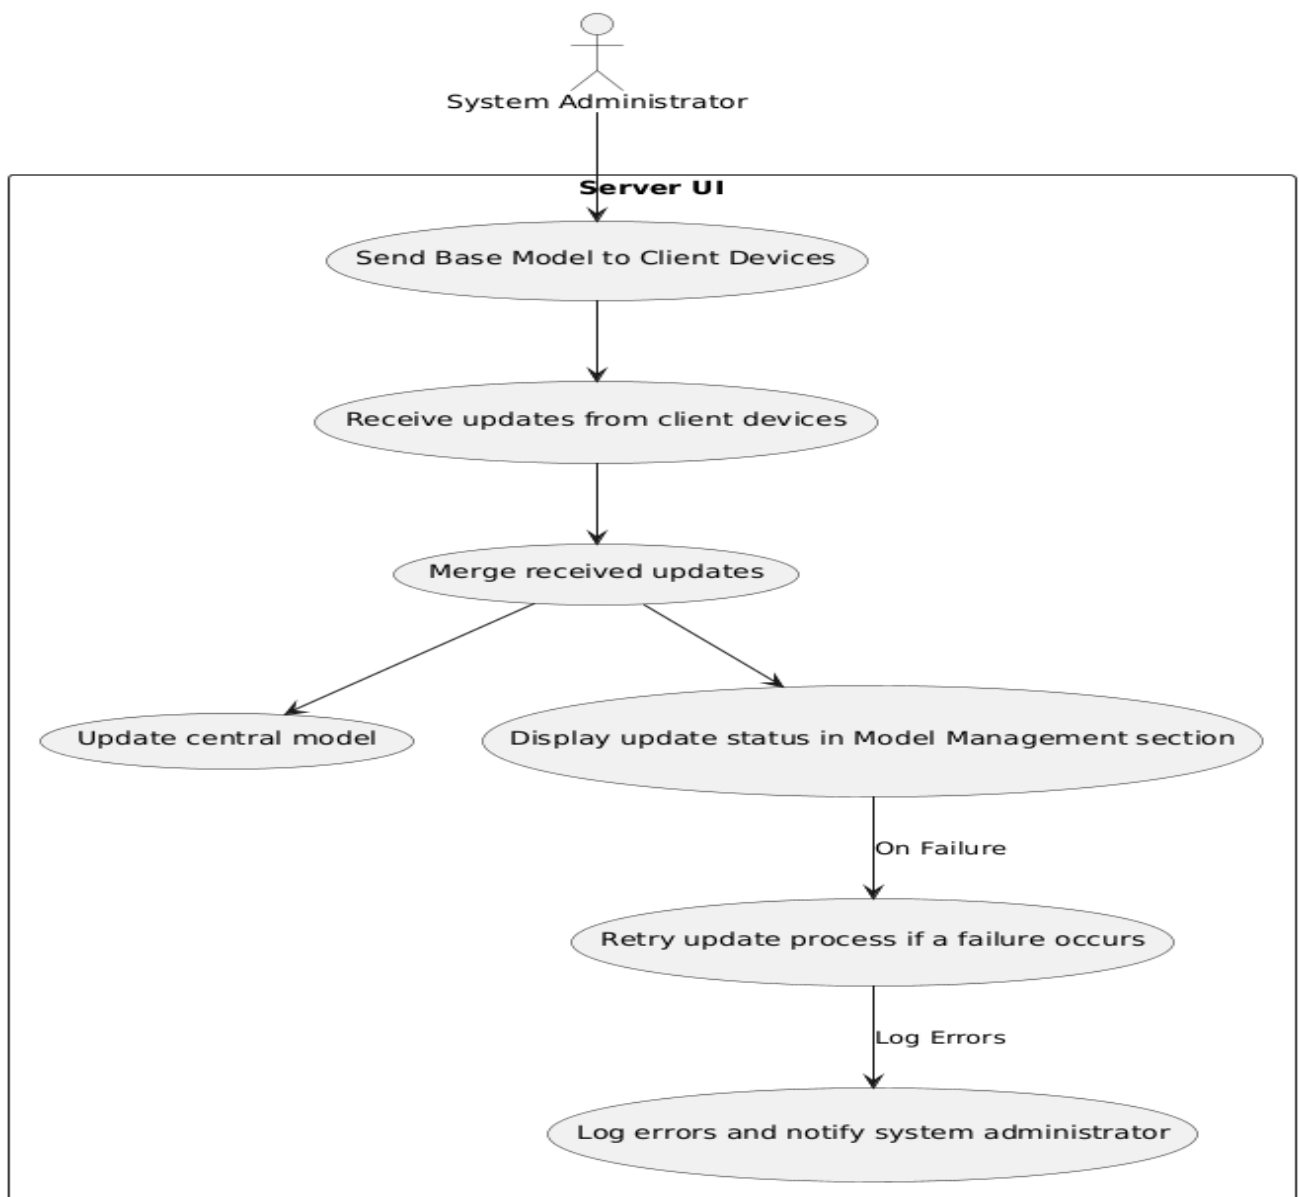 System Administrator
Server UI
Send Base Model to Client Devices
Receive updates from client devices
Merge received updates
Update central model
Display update status in Model Management section
On Failure
Retry update process if a failure occurs
Log Errors
Log errors and notify system administrator